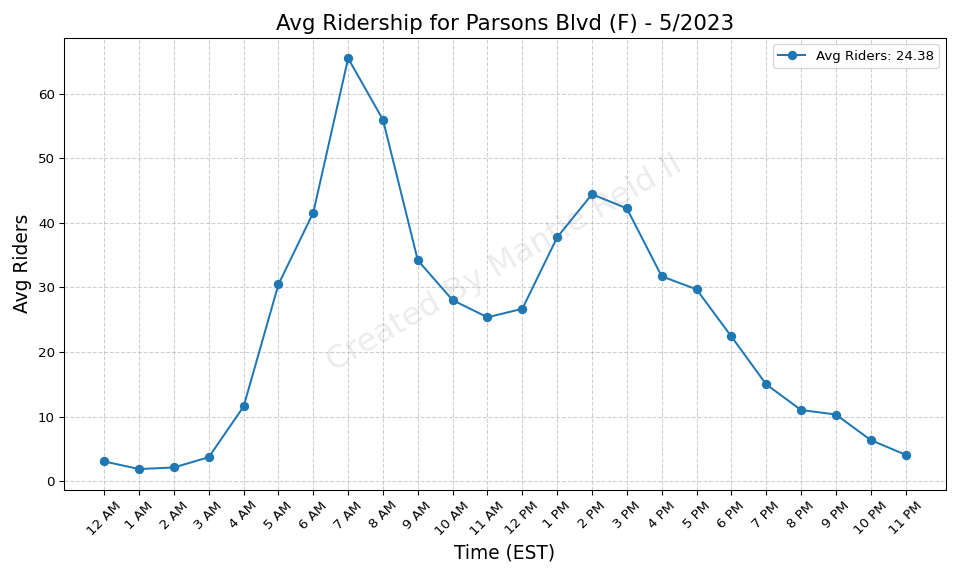 Avg Ridership for Parsons Blvd (F) - 5/2023
Avg Riders: 24.38
Avg Riders
60
50
40
30
20
10
0
Created By Mantie Reid II
12 AM
1 AM
2 AM
3 AM
4 AM
5 AM
6 AM
7 AM
8 AM
9 AM
10 AM
11 AM
12 PM
1 PM
2 PM
3 PM
4 PM
5 PM
6 PM
7 PM
8 PM
9 PM
10 PM
11 PM
Time (EST)